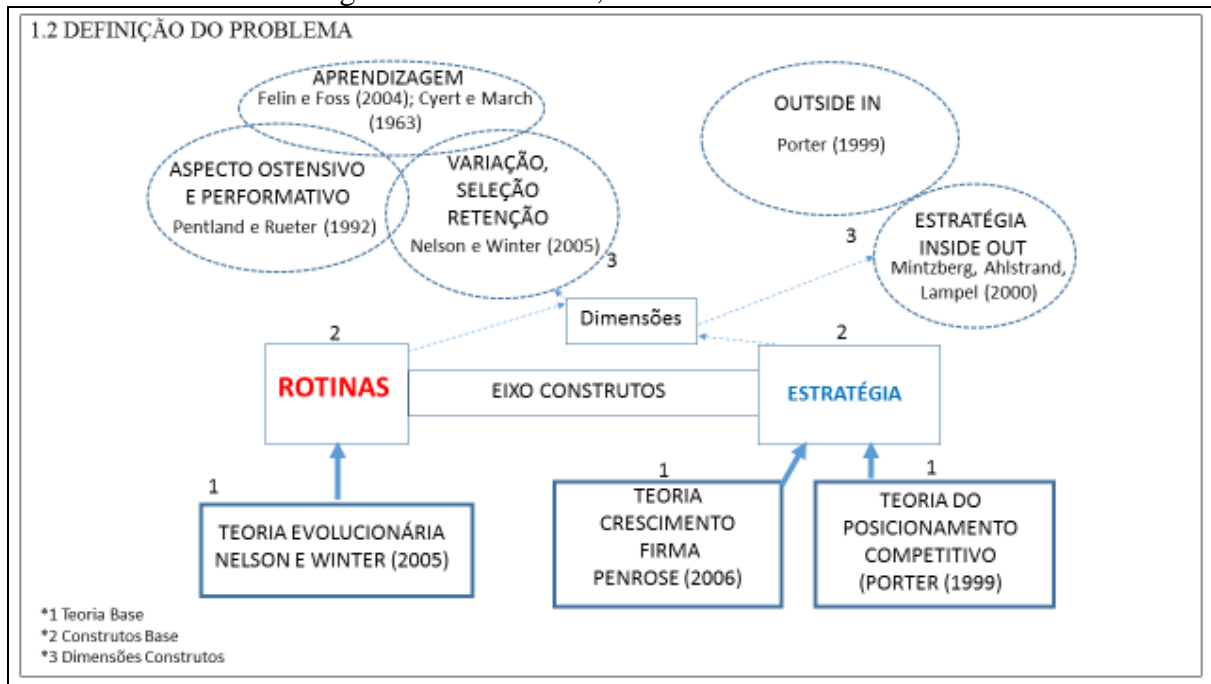 1.2 DEFINIÇÃO DO PROBLEMA
APRENDIZAGEM
Felin e Foss (2004); Cyert e March
(1963)
ASPECTO OSTENSIVO
E PERFORMATIVO
Pentland e Rueter (1992)
VARIAÇÃO,
SELEÇÃO
RETENÇÃO
Nelson e Winter (2005)
3
OUTSIDE IN
Porter (1999)
3
ESTRATÉGIA
INSIDE OUT
Mintzberg, Ahlstrand,
Lampel (2000)
Dimensões
2
ROTINAS
EIXO CONSTRUTOS
2
ESTRATÉGIA
1
TEORIA EVOLUCIONÁRIA
NELSON E WINTER (2005)
1
TEORIA
CRESCIMENTO
FIRMA
PENROSE (2006)
1
TEORIA DO
POSICIONAMENTO
COMPETITIVO
(PORTER (1999)
*1 Teoria Base
*2 Construtos Base
*3 Dimensões Construtos